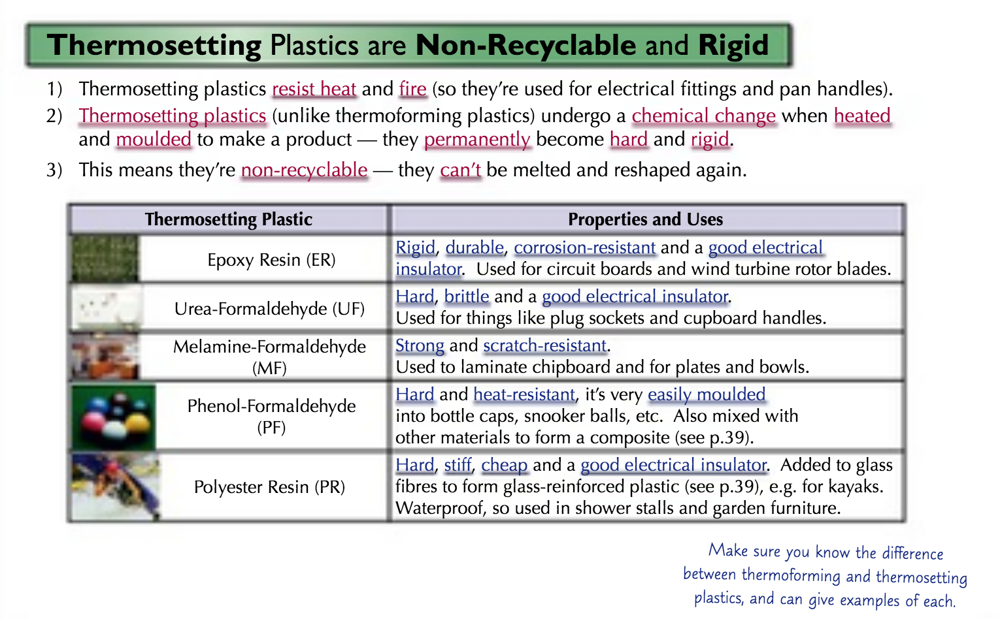 Thermosetting Plastics are Non-Recyclable and Rigid
1) Thermosetting plastics resist heat and fire (so they're used for electrical fittings and pan handles).
2) Thermosetting plastics (unlike thermoforming plastics) undergo a chemical change when heated
and moulded to make a product — they permanently become hard and rigid.
3) This means they're non-recyclable — they can't be melted and reshaped again.
Thermosetting Plastic
Properties and Uses
Epoxy Resin (ER)
Rigid, durable, corrosion-resistant and a good electrical
insulator. Used for circuit boards and wind turbine rotor blades.
Urea-Formaldehyde (UF)
Hard, brittle and a good electrical insulator.
Used for things like plug sockets and cupboard handles.
Melamine-Formaldehyde
(MF)
Strong and scratch-resistant.
Used to laminate chipboard and for plates and bowls.
Phenol-Formaldehyde
(PF)
Hard and heat-resistant, it's very easily moulded
into bottle caps, snooker balls, etc. Also mixed with
other materials to form a composite (see p.39).
Polyester Resin (PR)
Hard, stiff, cheap and a good electrical insulator. Added to glass
fibres to form glass-reinforced plastic (see p.39), e.g. for kayaks.
Waterproof, so used in shower stalls and garden furniture.
Make sure you know the difference
between thermoforming and thermosetting
plastics, and can give examples of each.